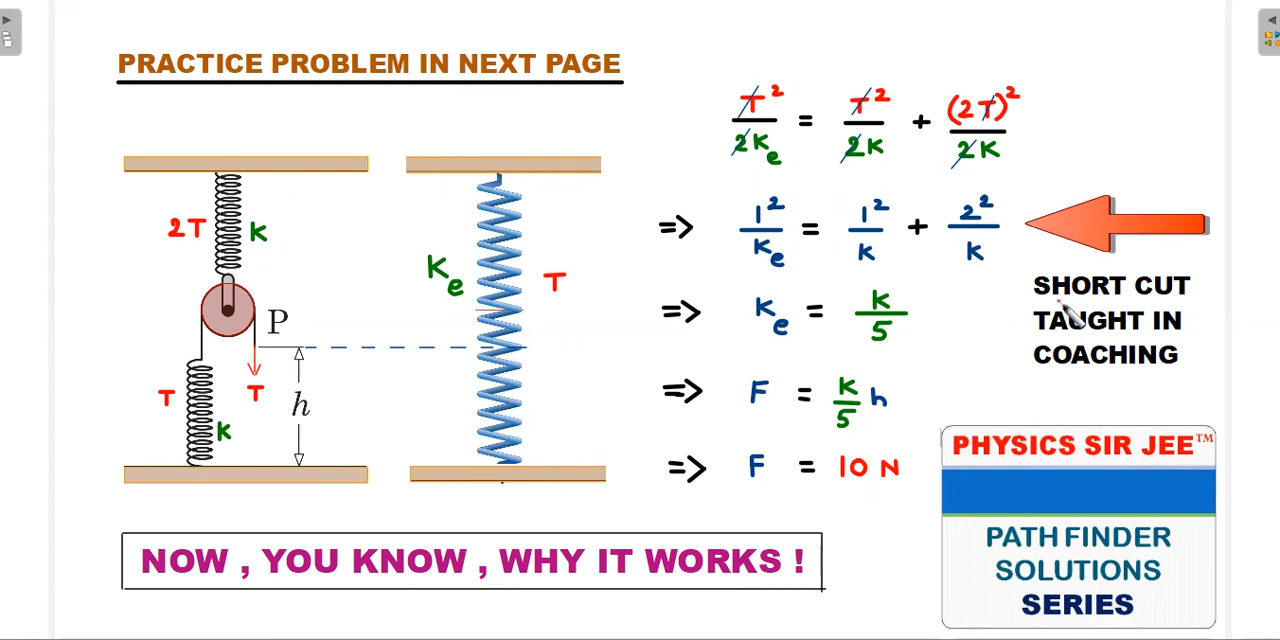 PRACTICE PROBLEM IN NEXT PAGE
T²/2Ke = T²/2K + (2T)²/2K
=> 1²/Ke = 1²/k + 2²/k
=> Ke = k/5
=> F = k/5 h
=> F = 10 N
2T
k
P
T
T
h
k
Ke
T
SHORT CUT
TAUGHT IN
COACHING
PHYSICS SIR JEE™
PATH FINDER
SOLUTIONS
SERIES
NOW , YOU KNOW , WHY IT WORKS !